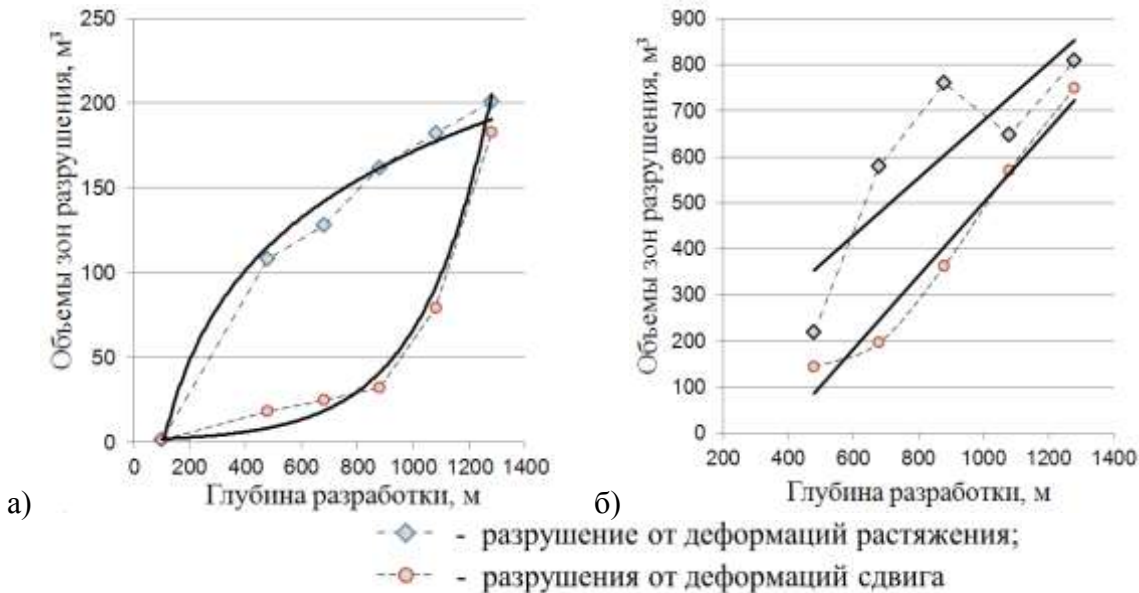 Объемы зон разрушения, м³
250
200
150
100
50
0
0 200 400 600 800 1000 1200 1400
Глубина разработки, м
а)
Объемы зон разрушения, м³
900
800
700
600
500
400
300
200
100
0
200 400 600 800 1000 1200 1400
Глубина разработки, м
б)
- разрушение от деформаций растяжения;
- разрушения от деформаций сдвига